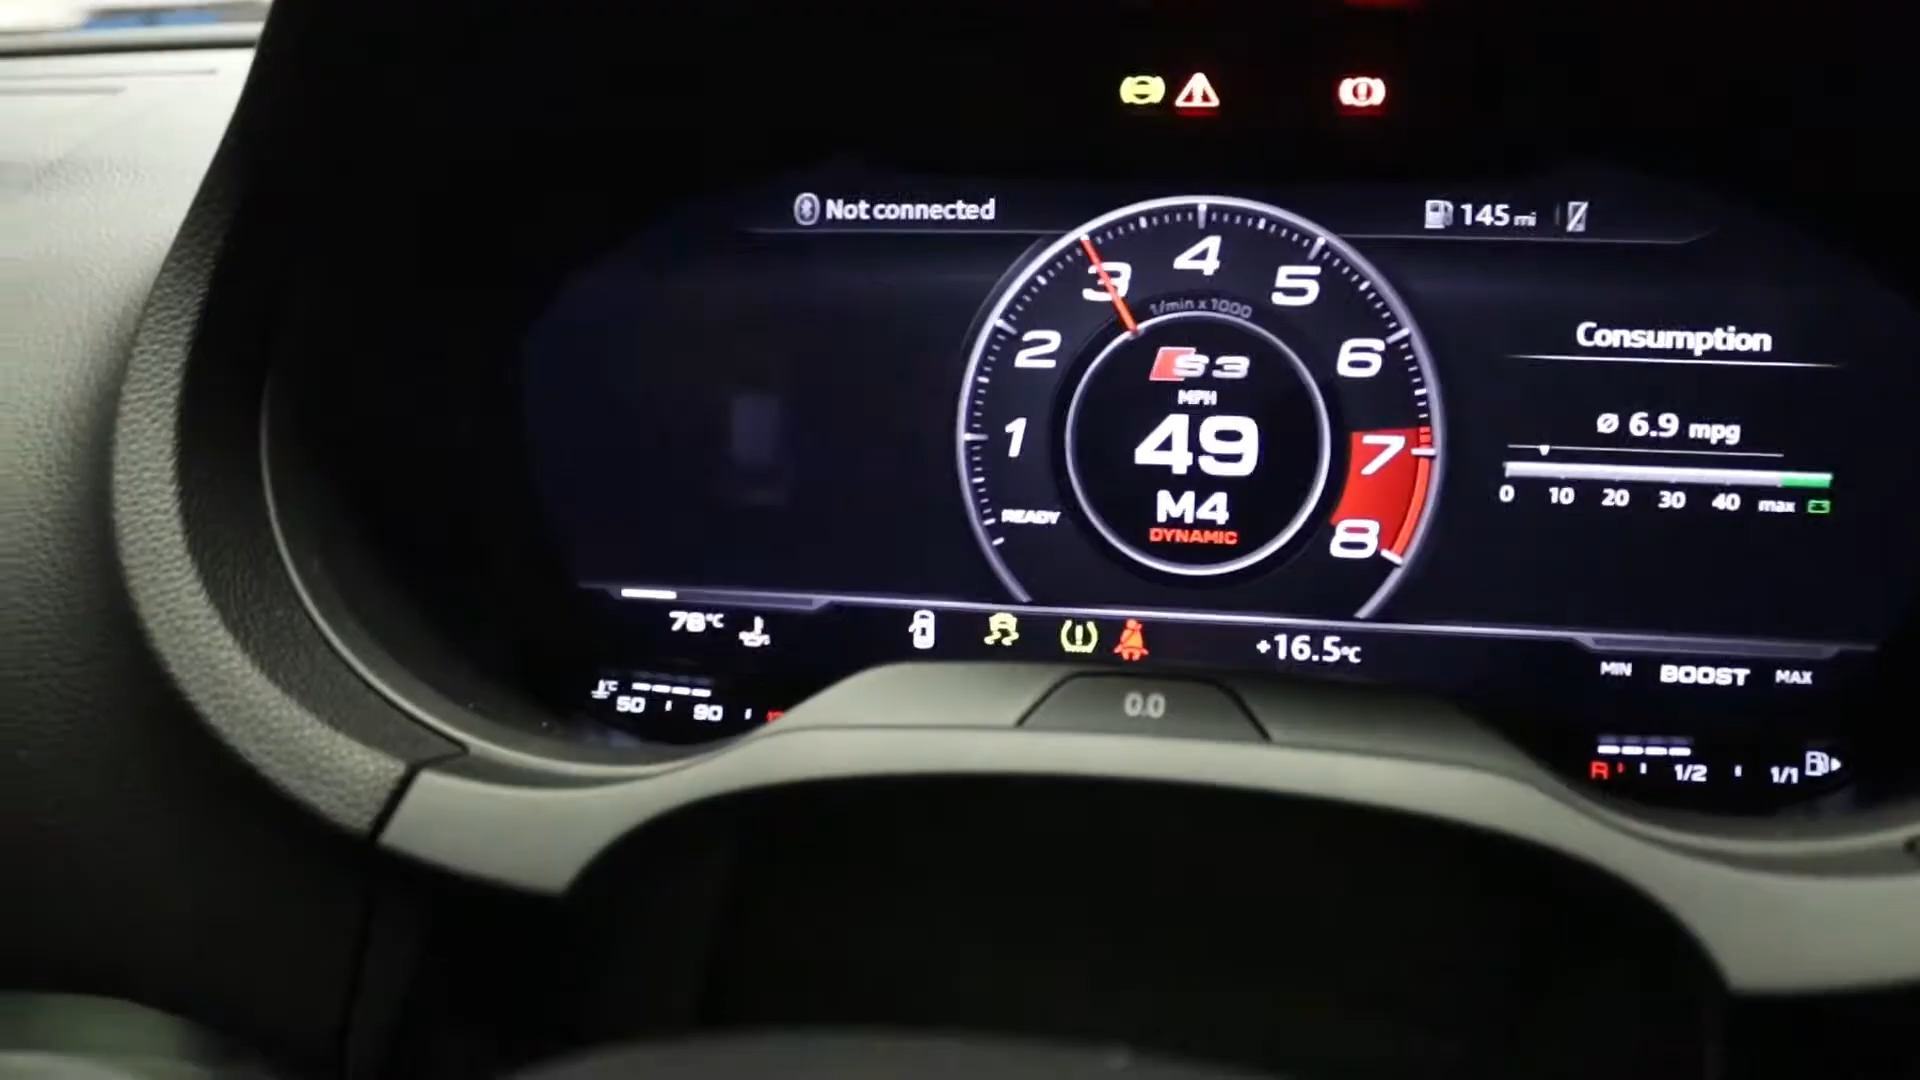 Not connected
145 mi
1
2
3
4
5
6
7
8
1/min x 1000
READY
S3
MPH
49
M4
DYNAMIC
Consumption
Ø 6.9 mpg
0 10 20 30 40 max
78°C
+16.5°C
°C
50 90
0.0
MIN BOOST MAX
R 1/2 1/1